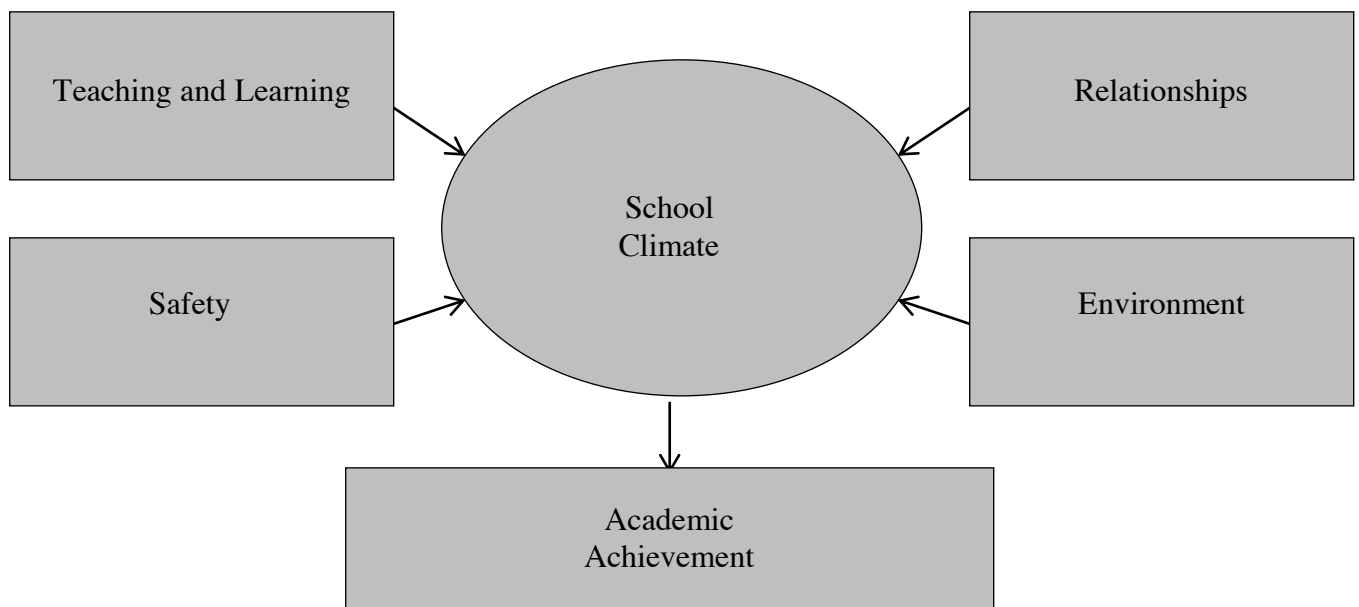 Teaching and Learning
Relationships
School
Climate
Safety
Environment
Academic
Achievement